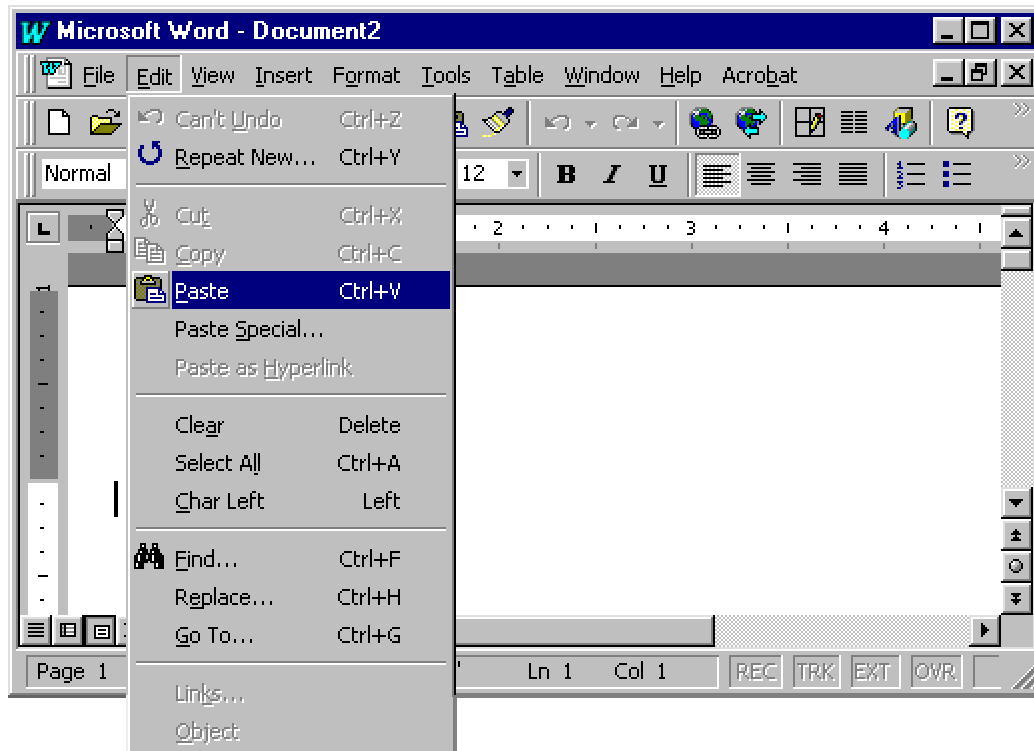 Microsoft Word - Document2
File Edit View Insert Format Tools Table Window Help Acrobat
Can't Undo Ctrl+Z
Repeat New... Ctrl+Y
Normal 12 B I U
Cut Ctrl+X
L 2 3 4
Copy Ctrl+C
Paste Ctrl+V
Paste Special...
Paste as Hyperlink
Clear Delete
Select All Ctrl+A
Char Left Left
Find... Ctrl+F
Replace... Ctrl+H
Go To... Ctrl+G
Page 1 Ln 1 Col 1 REC TRK EXT OVR
Links...
Object